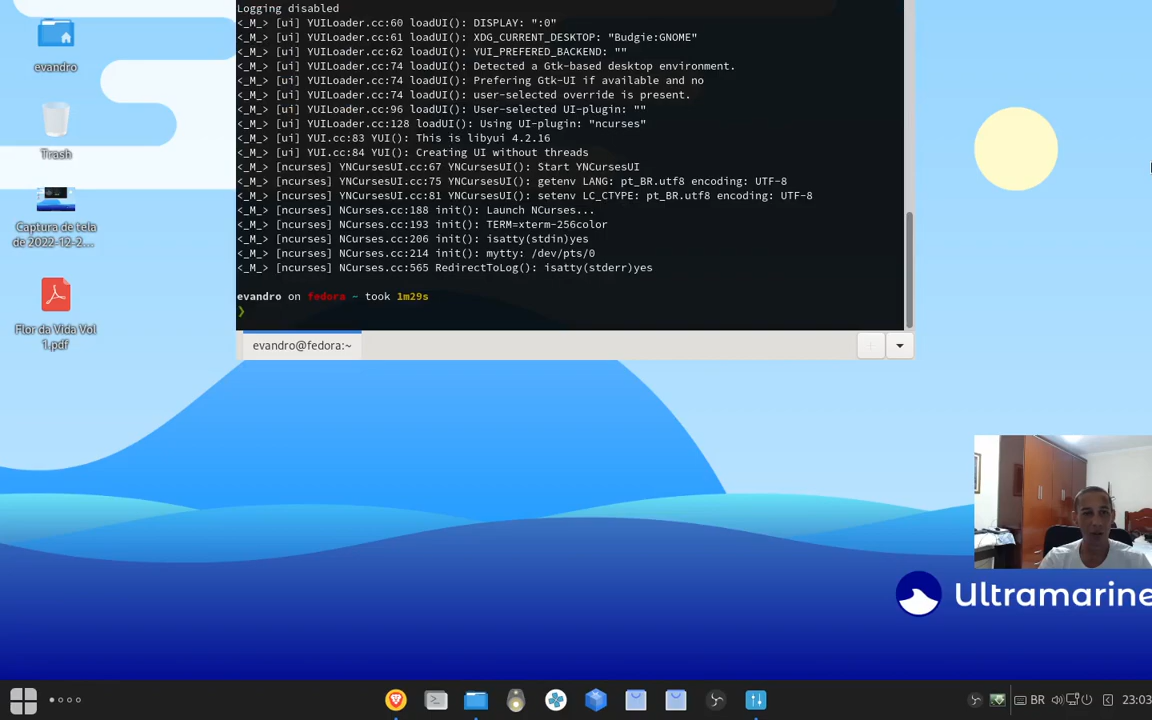 Logging disabled
<_M_> [ui] YUILoader.cc:60 loadUI(): DISPLAY: ":0"
<_M_> [ui] YUILoader.cc:61 loadUI(): XDG_CURRENT_DESKTOP: "Budgie:GNOME"
<_M_> [ui] YUILoader.cc:62 loadUI(): YUI_PREFERED_BACKEND: ""
<_M_> [ui] YUILoader.cc:74 loadUI(): Detected a Gtk-based desktop environment.
<_M_> [ui] YUILoader.cc:74 loadUI(): Prefering Gtk-UI if available and no
<_M_> [ui] YUILoader.cc:74 loadUI(): user-selected override is present.
<_M_> [ui] YUILoader.cc:96 loadUI(): User-selected UI-plugin: ""
<_M_> [ui] YUILoader.cc:128 loadUI(): Using UI-plugin: "ncurses"
<_M_> [ui] YUI.cc:83 YUI(): This is libyui 4.2.16
<_M_> [ui] YUI.cc:84 YUI(): Creating UI without threads
<_M_> [ncurses] YNCursesUI.cc:67 YNCursesUI(): Start YNCursesUI
<_M_> [ncurses] YNCursesUI.cc:75 YNCursesUI(): getenv LANG: pt_BR.utf8 encoding: UTF-8
<_M_> [ncurses] YNCursesUI.cc:81 YNCursesUI(): setenv LC_CTYPE: pt_BR.utf8 encoding: UTF-8
<_M_> [ncurses] NCurses.cc:188 init(): Launch NCurses...
<_M_> [ncurses] NCurses.cc:193 init(): TERM=xterm-256color
<_M_> [ncurses] NCurses.cc:206 init(): isatty(stdin)yes
<_M_> [ncurses] NCurses.cc:214 init(): mytty: /dev/pts/0
<_M_> [ncurses] NCurses.cc:565 RedirectToLog(): isatty(stderr)yes
evandro on fedora ~ took 1m29s
❯
evandro@fedora:~
evandro
Trash
Captura de tela
de 2022-12-2...
Flor da Vida Vol
1.pdf
Ultramarine
BR
23:03